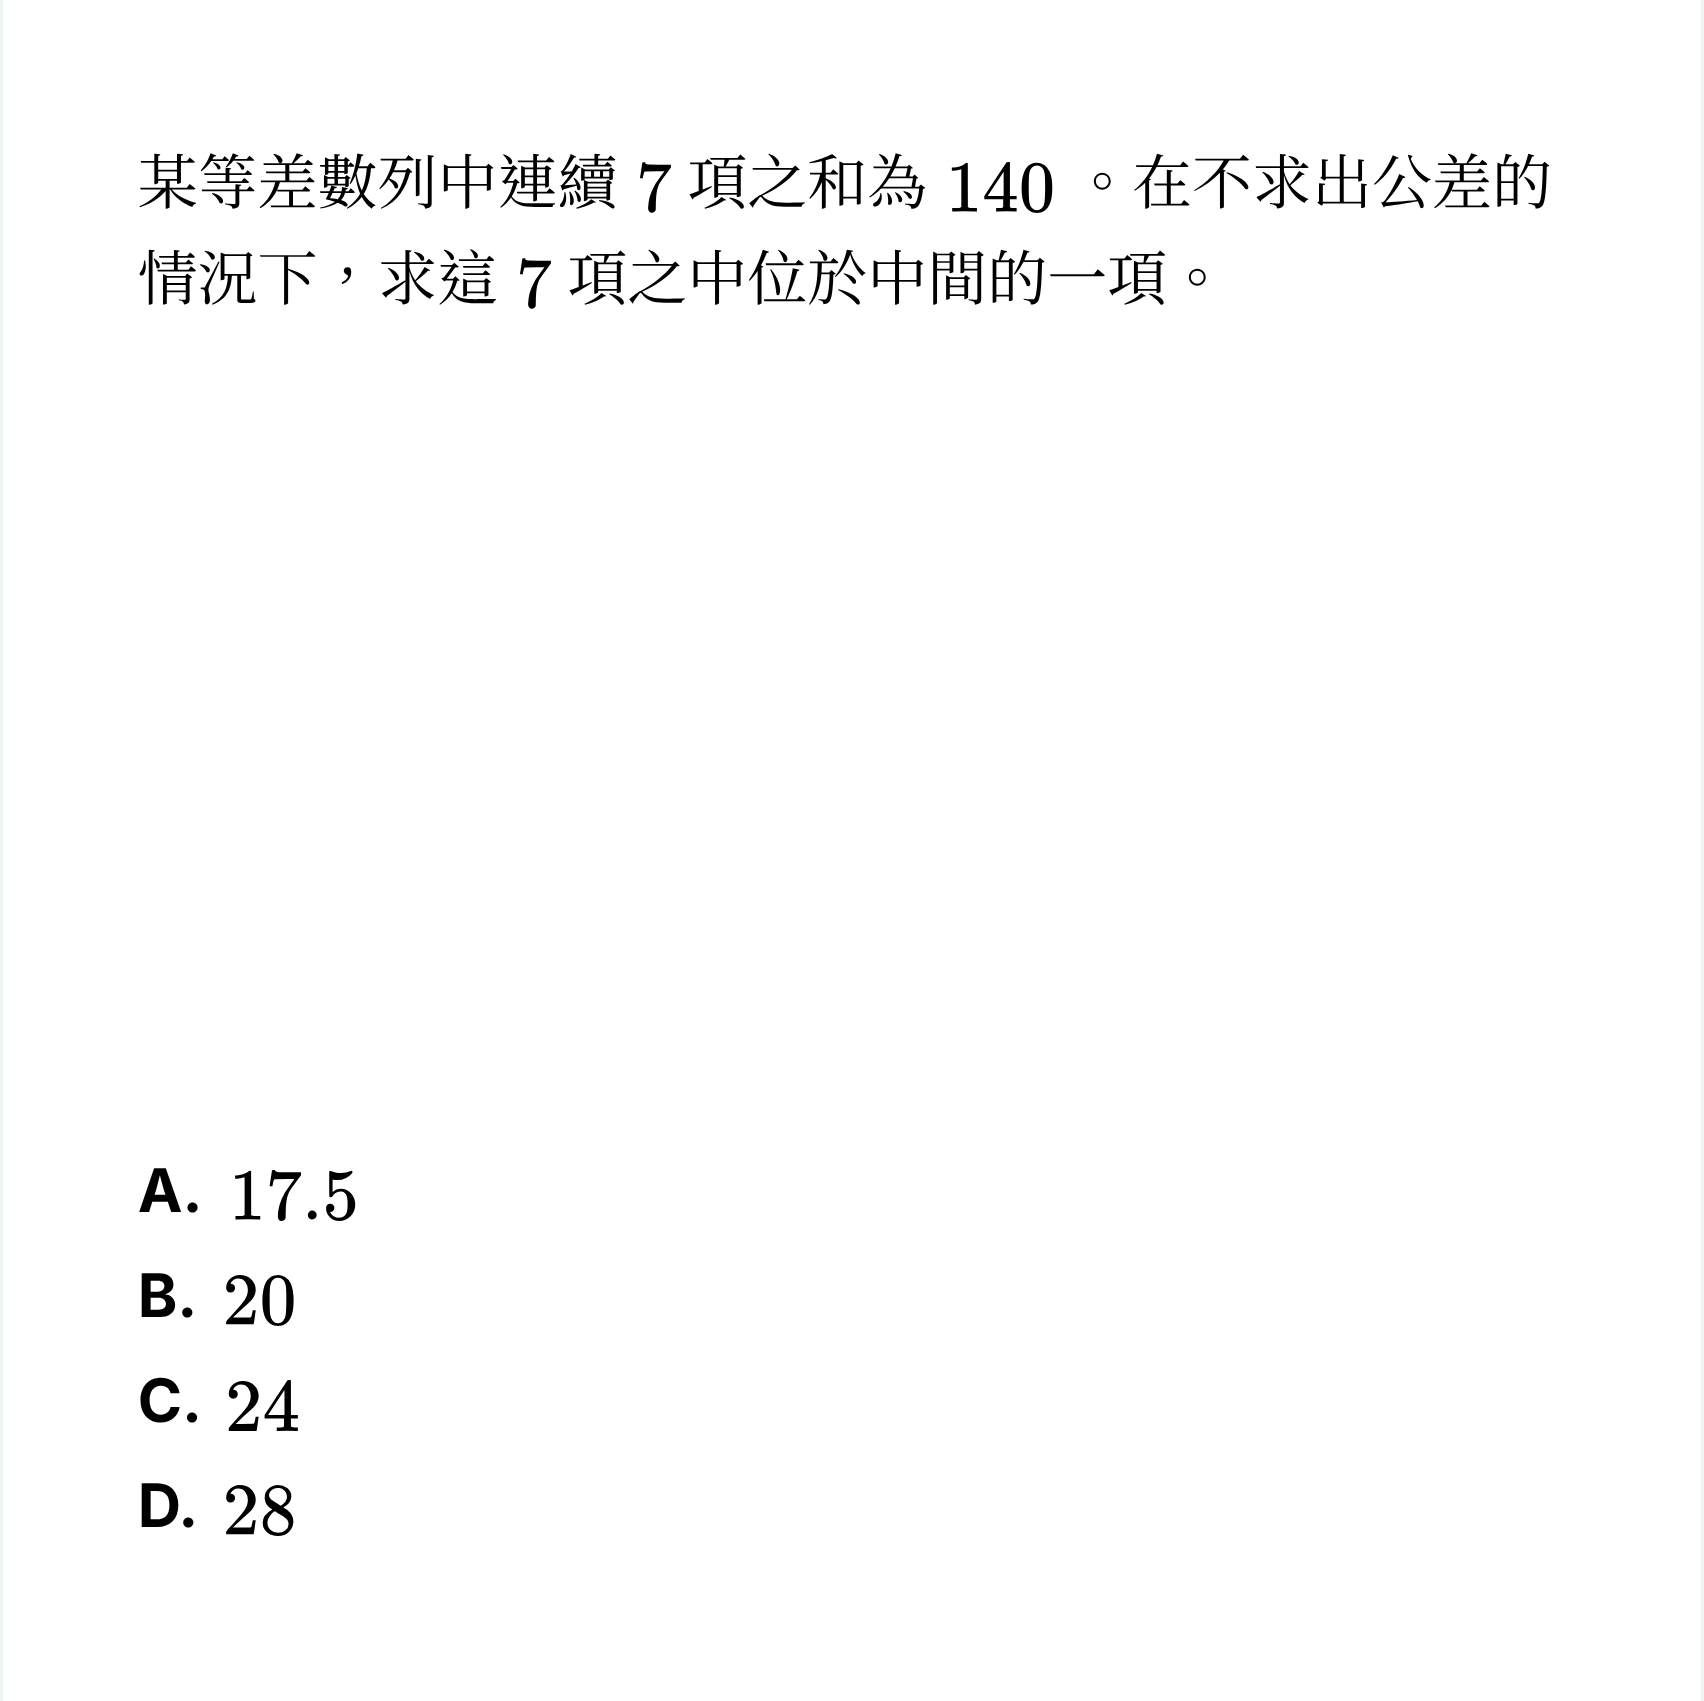 某等差數列中連續 7 項之和為 140 。在不求出公差的
情況下，求這 7 項之中位於中間的一項。
A. 17.5
B. 20
C. 24
D. 28